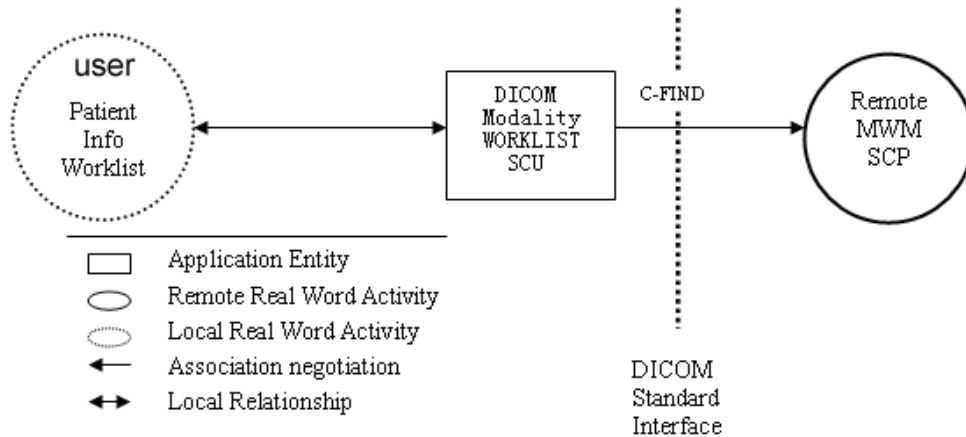 user
Patient
Info
Worklist
DICOM
Modality
WORKLIST
SCU
C-FIND
Remote
MWM
SCP
Application Entity
Remote Real Word Activity
Local Real Word Activity
Association negotiation
Local Relationship
DICOM
Standard
Interface